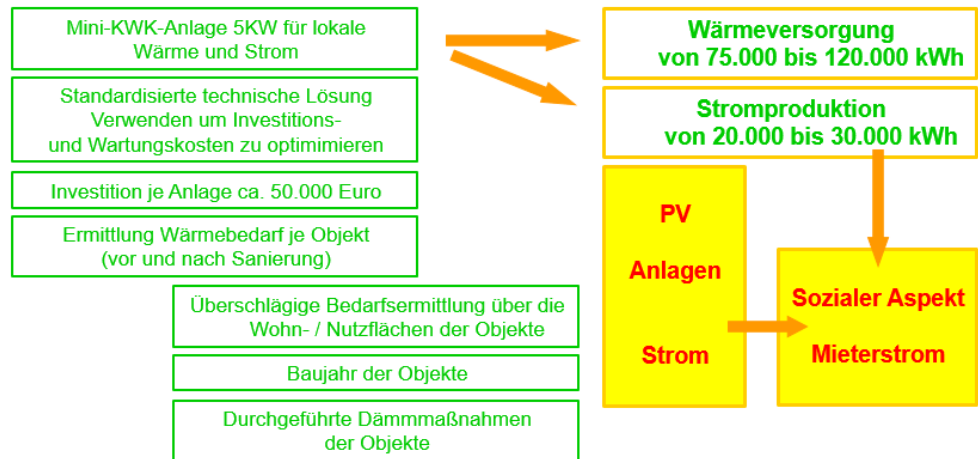 Mini-KWK-Anlage 5KW für lokale
Wärme und Strom
Standardisierte technische Lösung
Verwenden um Investitions-
und Wartungskosten zu optimimieren
Investition je Anlage ca. 50.000 Euro
Ermittlung Wärmebedarf je Objekt
(vor und nach Sanierung)
Überschlägige Bedarfsermittlung über die
Wohn- / Nutzflächen der Objekte
Baujahr der Objekte
Durchgeführte Dämmmaßnahmen
der Objekte
Wärmeversorgung
von 75.000 bis 120.000 kWh
Stromproduktion
von 20.000 bis 30.000 kWh
PV
Anlagen
Strom
Sozialer Aspekt
Mieterstrom